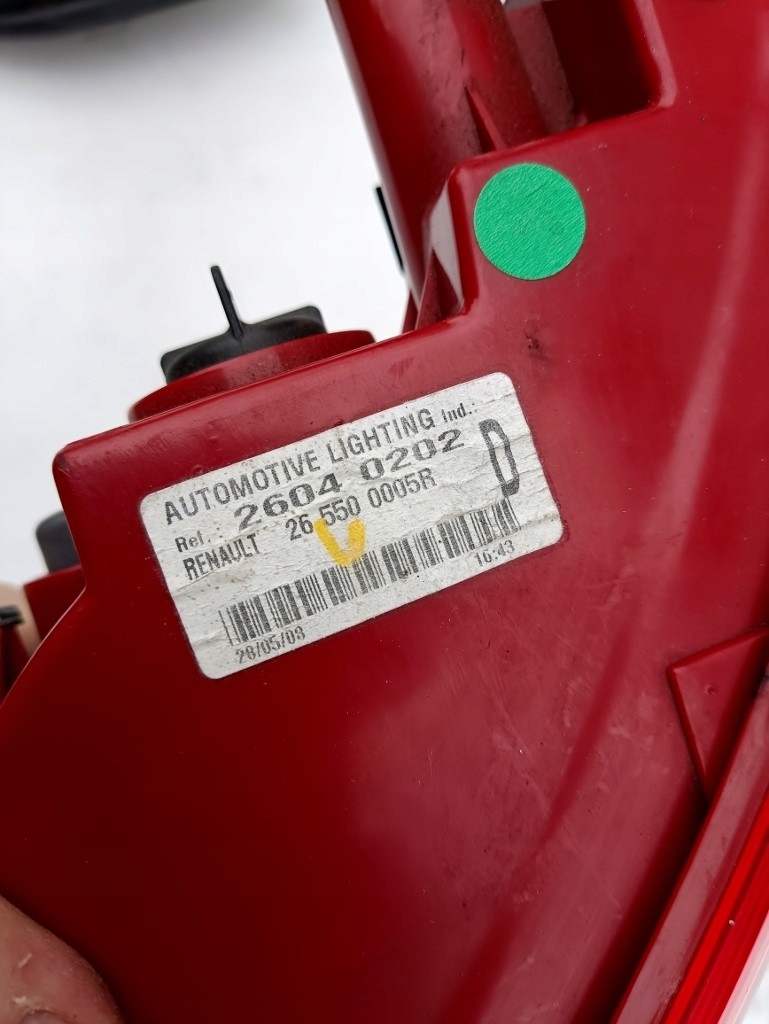 AUTOMOTIVE LIGHTING Ind.:
Ref.: 2604 0202 D
RENAULT 26 550 0005R
28/05/08 16:43